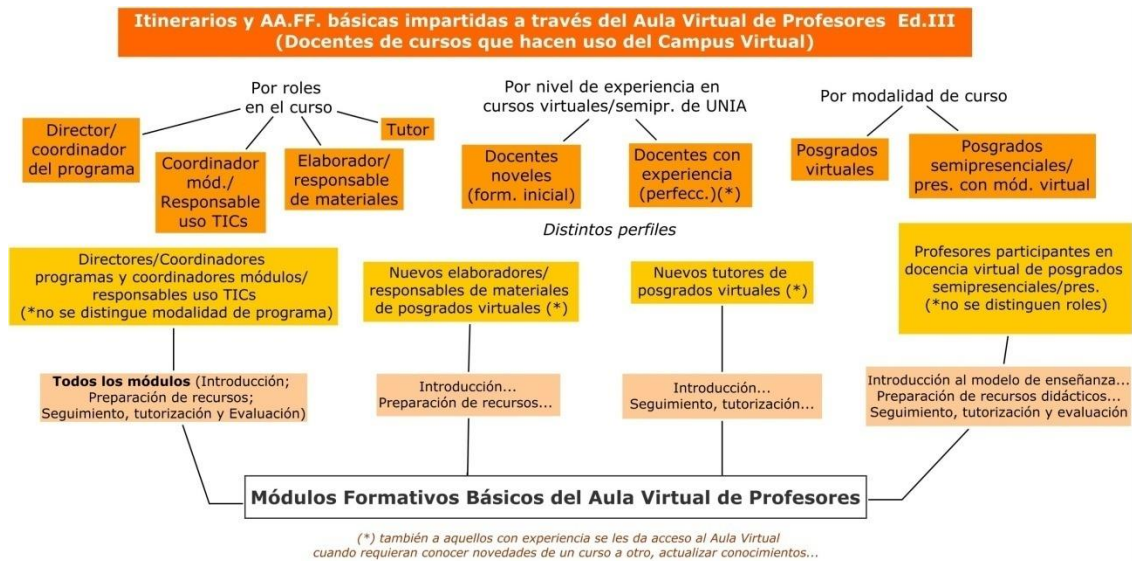 Itinerarios y AA.FF. básicas impartidas a través del Aula Virtual de Profesores Ed.III
(Docentes de cursos que hacen uso del Campus Virtual)
Por roles
en el curso
Director/
coordinador
del programa
Coordinador
mód./
Responsable
uso TICs
Elaborador/
responsable
de materiales
Tutor
Por nivel de experiencia en
cursos virtuales/semipr. de UNIA
Docentes
noveles
(form. inicial)
Docentes con
experiencia
(perfecc.)(*)
Por modalidad de curso
Posgrados
virtuales
Posgrados
semipresenciales/
pres. con mód. virtual
Distintos perfiles
Directores/Coordinadores
programas y coordinadores módulos/
responsables uso TICs
(*no se distingue modalidad de programa)
Nuevos elaboradores/
responsables de materiales
de posgrados virtuales (*)
Nuevos tutores de
posgrados virtuales (*)
Profesores participantes en
docencia virtual de posgrados
semipresenciales/pres.
(*no se distinguen roles)
Todos los módulos (Introducción;
Preparación de recursos;
Seguimiento, tutorización y Evaluación)
Introducción...
Preparación de recursos...
Introducción...
Seguimiento, tutorización...
Introducción al modelo de enseñanza...
Preparación de recursos didácticos...
Seguimiento, tutorización y evaluación
Módulos Formativos Básicos del Aula Virtual de Profesores
(*) también a aquellos con experiencia se les da acceso al Aula Virtual
cuando requieran conocer novedades de un curso a otro, actualizar conocimientos...